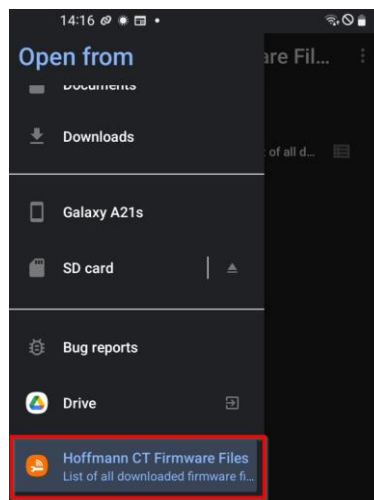 14:16
Open from
are Fil...
Documents
Downloads
of all d...
Galaxy A21s
SD card
Bug reports
Drive
Hoffmann CT Firmware Files
List of all downloaded firmware fi...